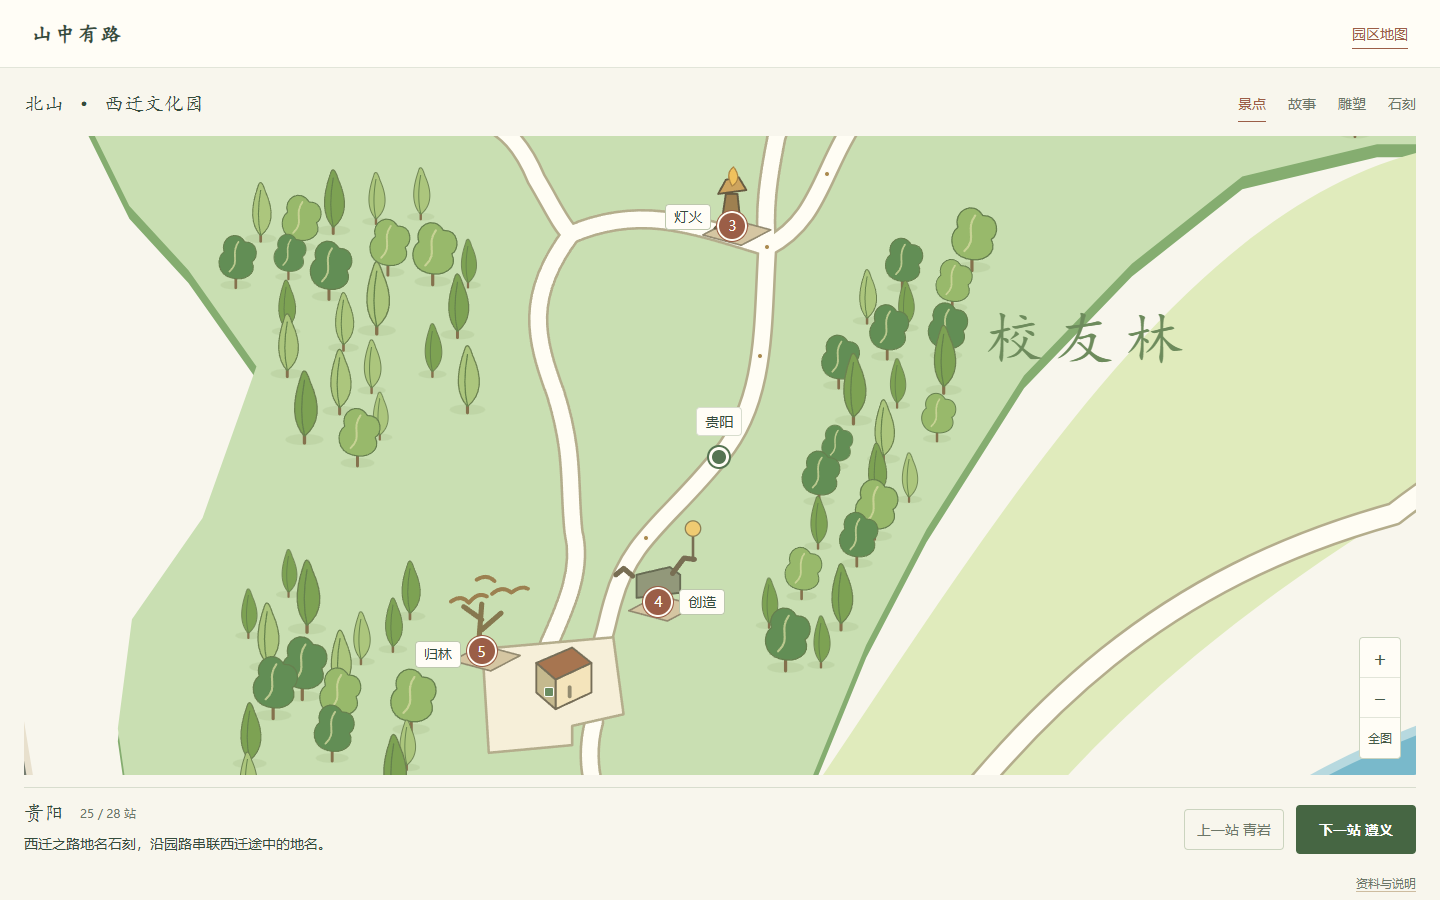 山中有路
园区地图
北山 • 西迁文化园
景点 故事 雕塑 石刻
灯火
3
校友林
贵阳
4
创造
归林
5
+
−
全图
贵阳 25 / 28 站
西迁之路地名石刻，沿园路串联西迁途中的地名。
上一站 青岩
下一站 遵义
资料与说明